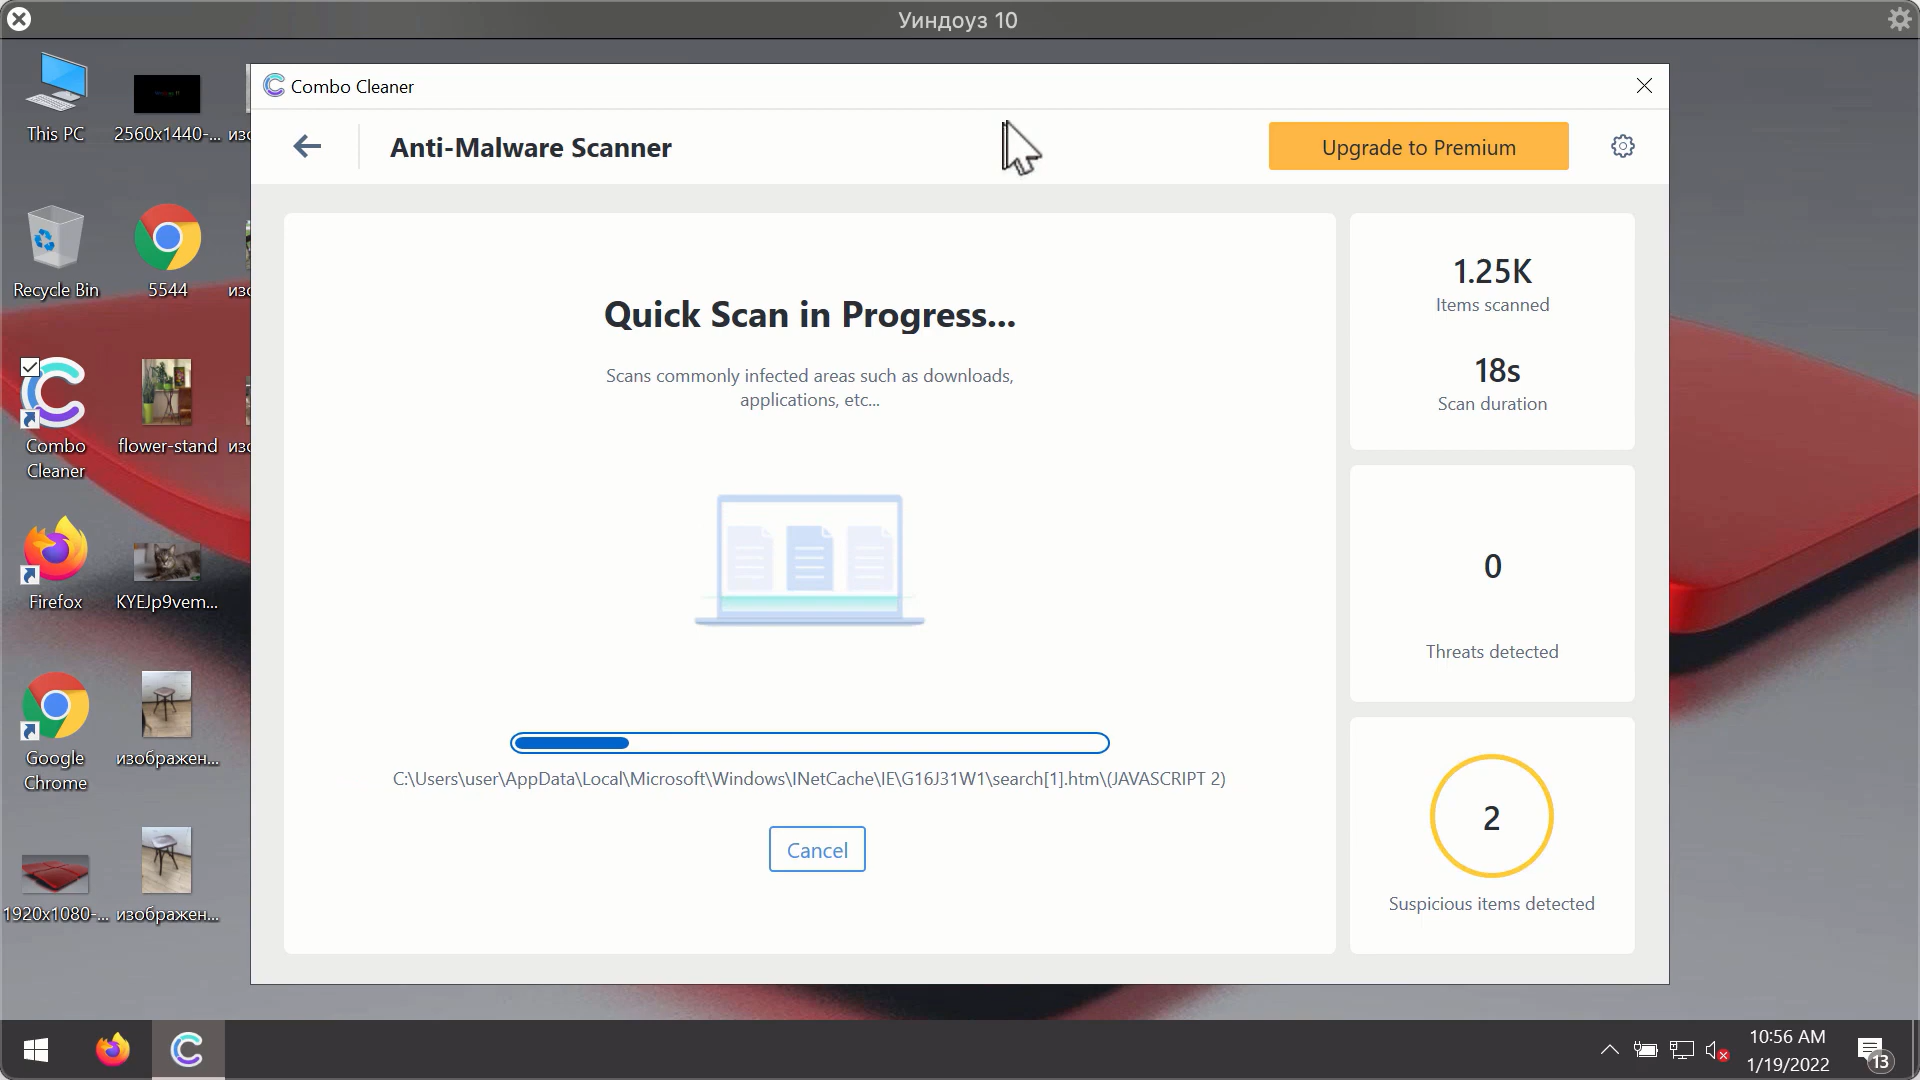 Уиндоуз 10
This PC
2560x1440-...
Recycle Bin
5544
Combo
Cleaner
flower-stand
Firefox
KYEJp9vem...
Google
Chrome
изображен...
1920x1080-...
изображен...
Combo Cleaner
Anti-Malware Scanner
Upgrade to Premium
Quick Scan in Progress...
Scans commonly infected areas such as downloads,
applications, etc...
C:\Users\user\AppData\Local\Microsoft\Windows\INetCache\IE\G16J31W1\search[1].htm\(JAVASCRIPT 2)
Cancel
1.25K
Items scanned
18s
Scan duration
0
Threats detected
2
Suspicious items detected
10:56 AM
1/19/2022
13